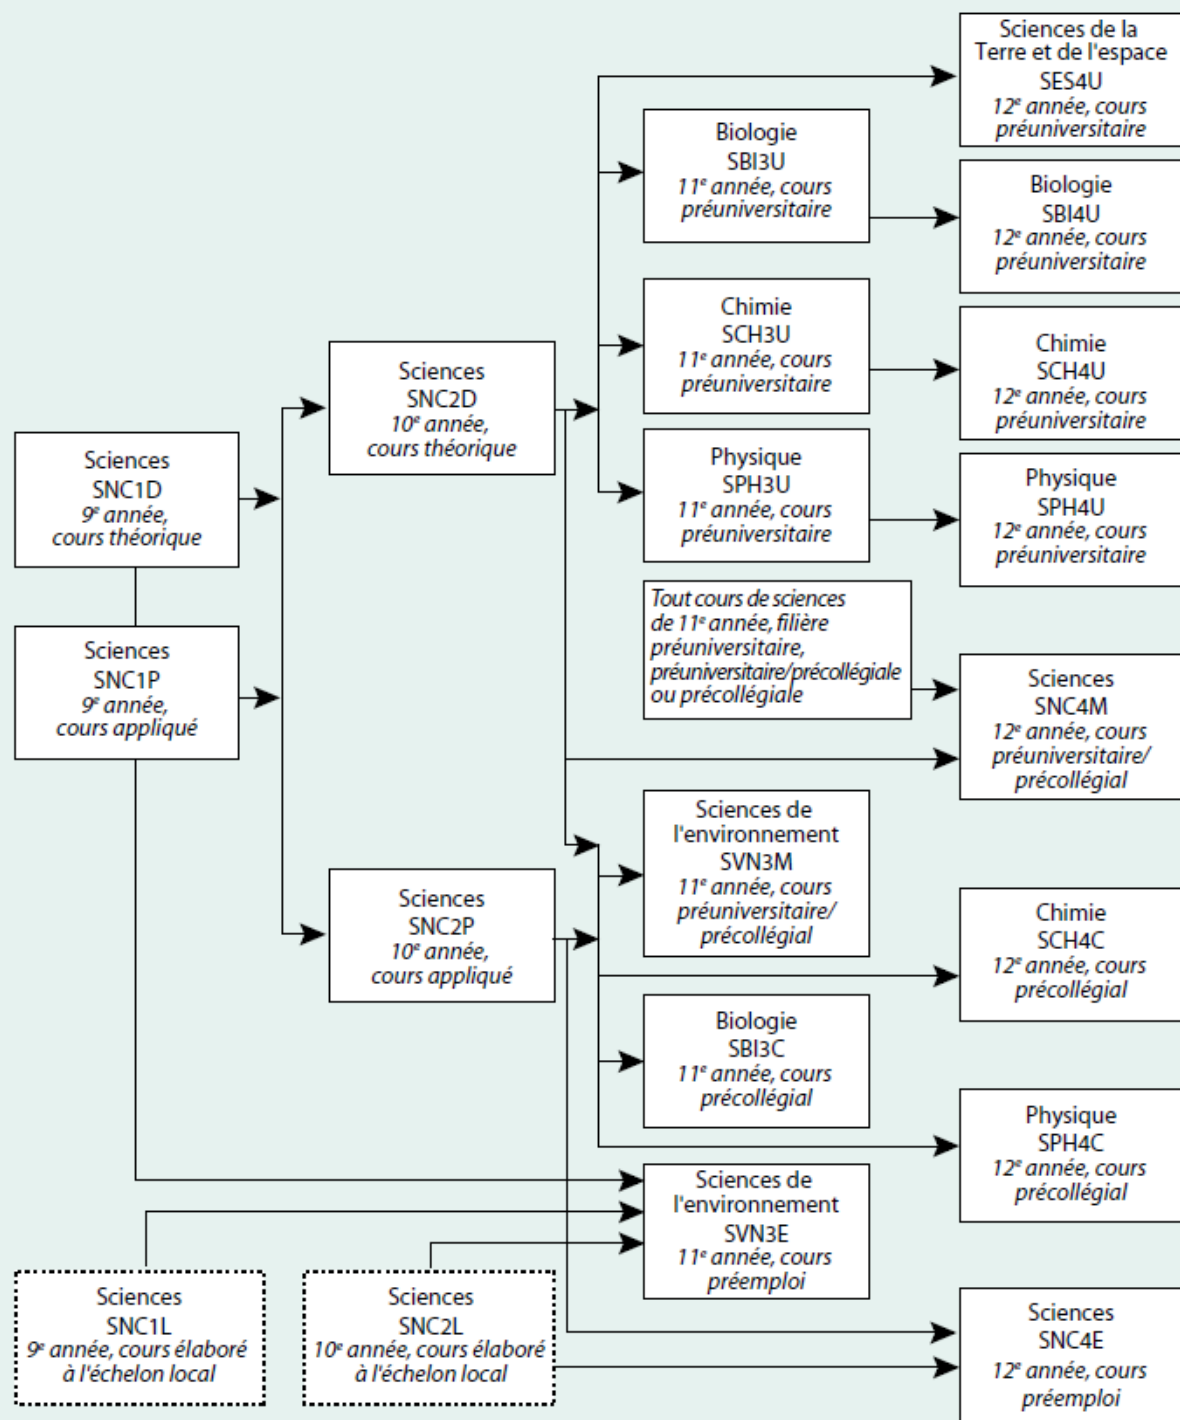 Sciences de la
Terre et de l'espace
SES4U
12e année, cours
préuniversitaire
Biologie
SBI3U
11e année, cours
préuniversitaire
Biologie
SBI4U
12e année, cours
préuniversitaire
Chimie
SCH3U
11e année, cours
préuniversitaire
Chimie
SCH4U
12e année, cours
préuniversitaire
Sciences
SNC2D
10e année,
cours théorique
Sciences
SNC1D
9e année,
cours théorique
Physique
SPH3U
11e année, cours
préuniversitaire
Physique
SPH4U
12e année, cours
préuniversitaire
Tout cours de sciences
de 11e année, filière
préuniversitaire,
préuniversitaire/précollégiale
ou précollégiale
Sciences
SNC1P
9e année,
cours appliqué
Sciences
SNC4M
12e année, cours
préuniversitaire/
précollégial
Sciences de
l'environnement
SVN3M
11e année, cours
préuniversitaire/
précollégial
Sciences
SNC2P
10e année,
cours appliqué
Chimie
SCH4C
12e année, cours
précollégial
Biologie
SBI3C
11e année, cours
précollégial
Physique
SPH4C
12e année, cours
précollégial
Sciences de
l'environnement
SVN3E
11e année, cours
préemploi
Sciences
SNC1L
9e année, cours élaboré
à l'échelon local
Sciences
SNC2L
10e année, cours élaboré
à l'échelon local
Sciences
SNC4E
12e année, cours
préemploi